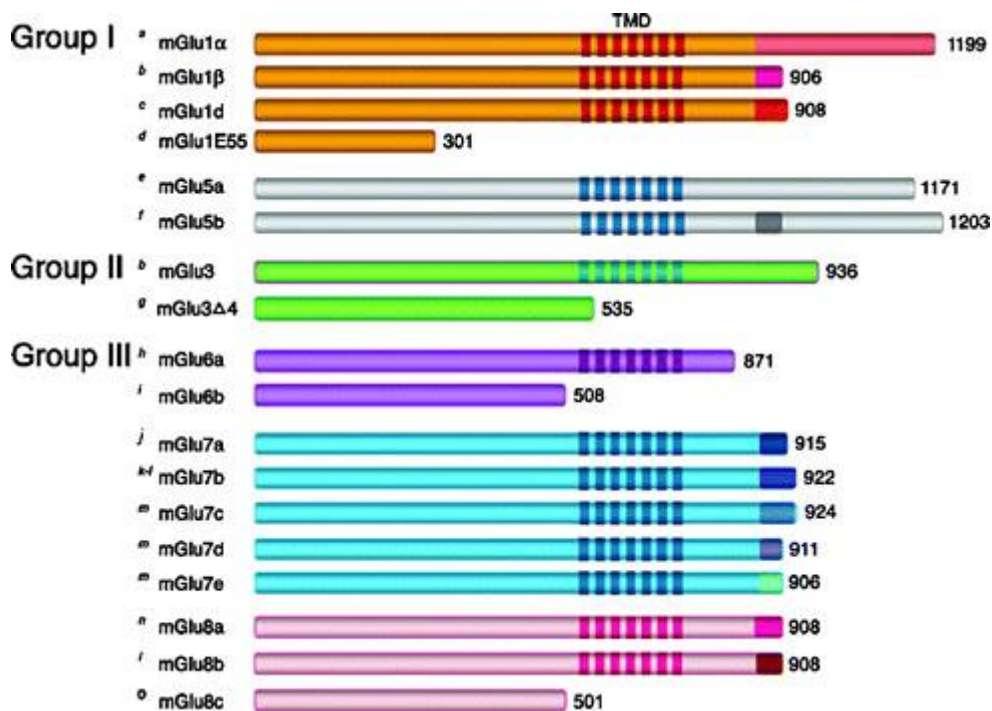 TMD
Group I a mGlu1α 1199
b mGlu1β 906
c mGlu1d 908
d mGlu1E55 301
e mGlu5a 1171
f mGlu5b 1203
Group II b mGlu3 936
g mGlu3Δ4 535
Group III h mGlu6a 871
i mGlu6b 508
j mGlu7a 915
k-l mGlu7b 922
m mGlu7c 924
m mGlu7d 911
m mGlu7e 906
n mGlu8a 908
i mGlu8b 908
o mGlu8c 501